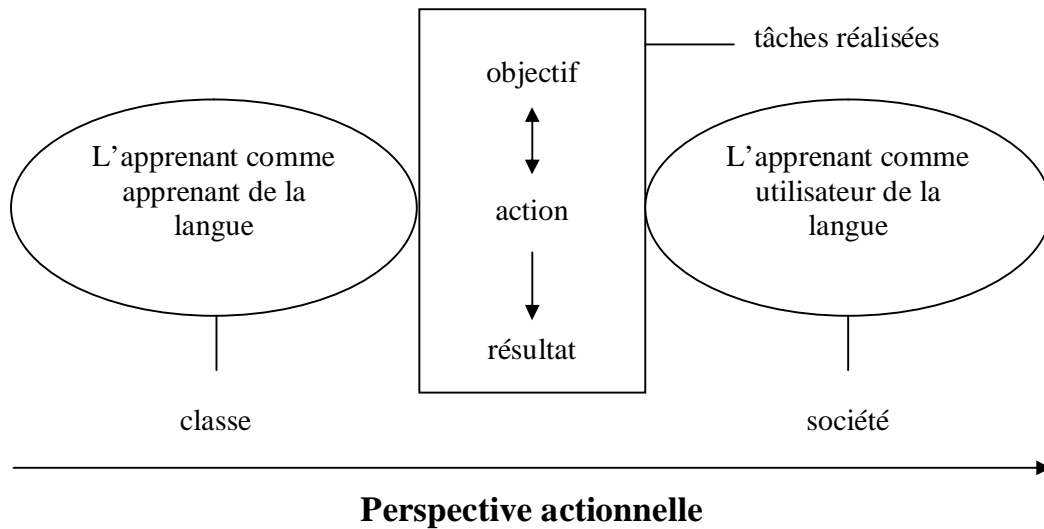 tâches réalisées
objectif
L’apprenant comme
apprenant de la
langue
action
L’apprenant comme
utilisateur de la
langue
résultat
classe
société
Perspective actionnelle